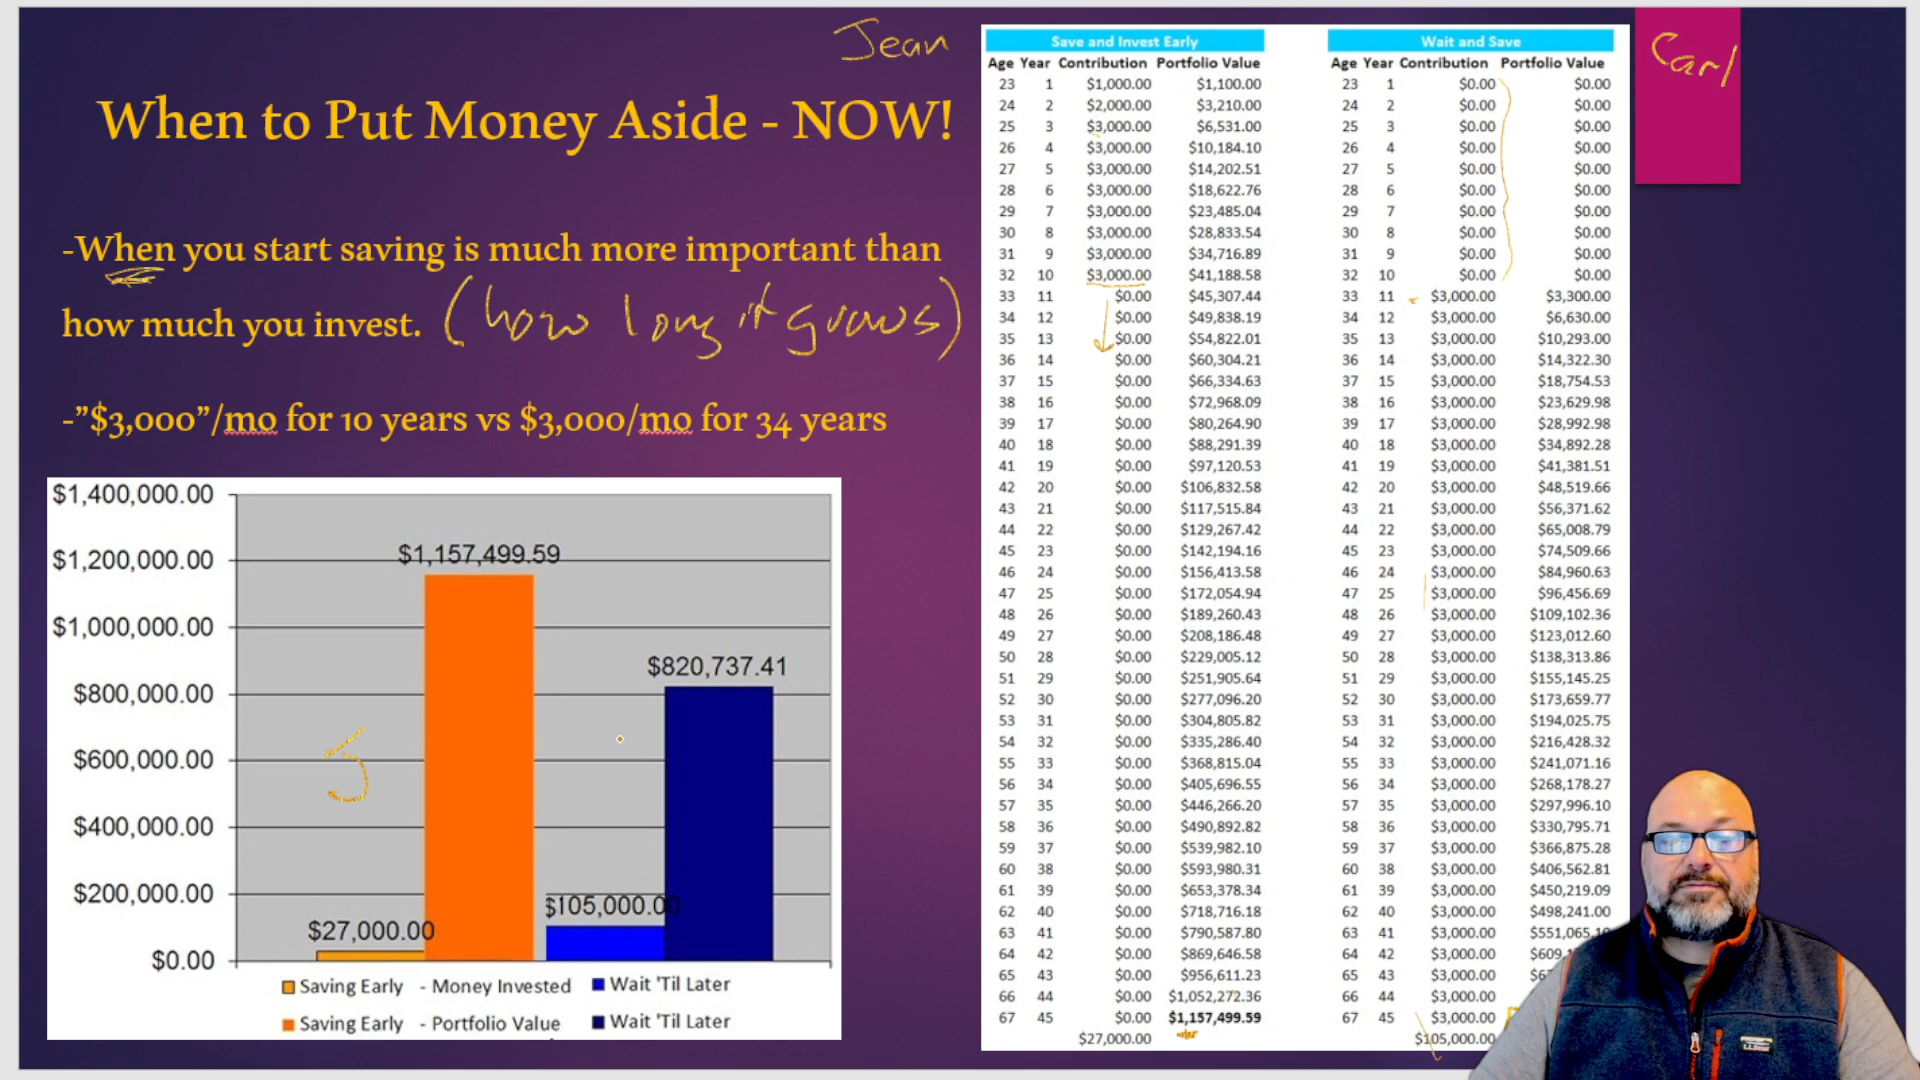 Jean
Carl
When to Put Money Aside - NOW!
-When you start saving is much more important than
how much you invest. (how long it grows)
-”$3,000”/mo for 10 years vs $3,000/mo for 34 years
$1,400,000.00
$1,200,000.00
$1,000,000.00
$800,000.00
$600,000.00
$400,000.00
$200,000.00
$0.00
$1,157,499.59
$820,737.41
$105,000.00
$27,000.00
Saving Early - Money Invested Wait 'Til Later
Saving Early - Portfolio Value Wait 'Til Later
Save and Invest Early
Age Year Contribution Portfolio Value
23 1 $1,000.00 $1,100.00
24 2 $2,000.00 $3,210.00
25 3 $3,000.00 $6,531.00
26 4 $3,000.00 $10,184.10
27 5 $3,000.00 $14,202.51
28 6 $3,000.00 $18,622.76
29 7 $3,000.00 $23,485.04
30 8 $3,000.00 $28,833.54
31 9 $3,000.00 $34,716.89
32 10 $3,000.00 $41,188.58
33 11 $0.00 $45,307.44
34 12 $0.00 $49,838.19
35 13 $0.00 $54,822.01
36 14 $0.00 $60,304.21
37 15 $0.00 $66,334.63
38 16 $0.00 $72,968.09
39 17 $0.00 $80,264.90
40 18 $0.00 $88,291.39
41 19 $0.00 $97,120.53
42 20 $0.00 $106,832.58
43 21 $0.00 $117,515.84
44 22 $0.00 $129,267.42
45 23 $0.00 $142,194.16
46 24 $0.00 $156,413.58
47 25 $0.00 $172,054.94
48 26 $0.00 $189,260.43
49 27 $0.00 $208,186.48
50 28 $0.00 $229,005.12
51 29 $0.00 $251,905.64
52 30 $0.00 $277,096.20
53 31 $0.00 $304,805.82
54 32 $0.00 $335,286.40
55 33 $0.00 $368,815.04
56 34 $0.00 $405,696.55
57 35 $0.00 $446,266.20
58 36 $0.00 $490,892.82
59 37 $0.00 $539,982.10
60 38 $0.00 $593,980.31
61 39 $0.00 $653,378.34
62 40 $0.00 $718,716.18
63 41 $0.00 $790,587.80
64 42 $0.00 $869,646.58
65 43 $0.00 $956,611.23
66 44 $0.00 $1,052,272.36
67 45 $0.00 $1,157,499.59
$27,000.00
Wait and Save
Age Year Contribution Portfolio Value
23 1 $0.00 $0.00
24 2 $0.00 $0.00
25 3 $0.00 $0.00
26 4 $0.00 $0.00
27 5 $0.00 $0.00
28 6 $0.00 $0.00
29 7 $0.00 $0.00
30 8 $0.00 $0.00
31 9 $0.00 $0.00
32 10 $0.00 $0.00
33 11 $3,000.00 $3,300.00
34 12 $3,000.00 $6,630.00
35 13 $3,000.00 $10,293.00
36 14 $3,000.00 $14,322.30
37 15 $3,000.00 $18,754.53
38 16 $3,000.00 $23,629.98
39 17 $3,000.00 $28,992.98
40 18 $3,000.00 $34,892.28
41 19 $3,000.00 $41,381.51
42 20 $3,000.00 $48,519.66
43 21 $3,000.00 $56,371.62
44 22 $3,000.00 $65,008.79
45 23 $3,000.00 $74,509.66
46 24 $3,000.00 $84,960.63
47 25 $3,000.00 $96,456.69
48 26 $3,000.00 $109,102.36
49 27 $3,000.00 $123,012.60
50 28 $3,000.00 $138,313.86
51 29 $3,000.00 $155,145.25
52 30 $3,000.00 $173,659.77
53 31 $3,000.00 $194,025.75
54 32 $3,000.00 $216,428.32
55 33 $3,000.00 $241,071.16
56 34 $3,000.00 $268,178.27
57 35 $3,000.00 $297,996.10
58 36 $3,000.00 $330,795.71
59 37 $3,000.00 $366,875.28
60 38 $3,000.00 $406,562.81
61 39 $3,000.00 $450,219.09
62 40 $3,000.00 $498,241.00
63 41 $3,000.00
64 42 $3,000.00
65 43 $3,000.00
66 44 $3,000.00
67 45 $3,000.00
$105,000.00